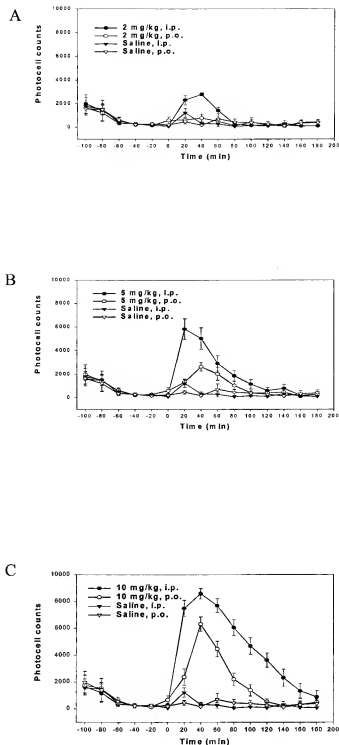 A
Photocell counts
10000
8000
6000
4000
2000
0
2 mg/kg, i.p.
2 mg/kg, p.o.
Saline, i.p.
Saline, p.o.
-100 -80 -60 -40 -20 0 20 40 60 80 100 120 140 160 180
Time (min)
B
Photocell counts
10000
8000
6000
4000
2000
0
5 mg/kg, i.p.
5 mg/kg, p.o.
Saline, i.p.
Saline, p.o.
-100 -80 -60 -40 -20 0 20 40 60 80 100 120 140 160 180
Time (min)
C
Photocell counts
10000
8000
6000
4000
2000
0
10 mg/kg, i.p.
10 mg/kg, p.o.
Saline, i.p.
Saline, p.o.
-100 -80 -60 -40 -20 0 20 40 60 80 100 120 140 160 180
Time (min)